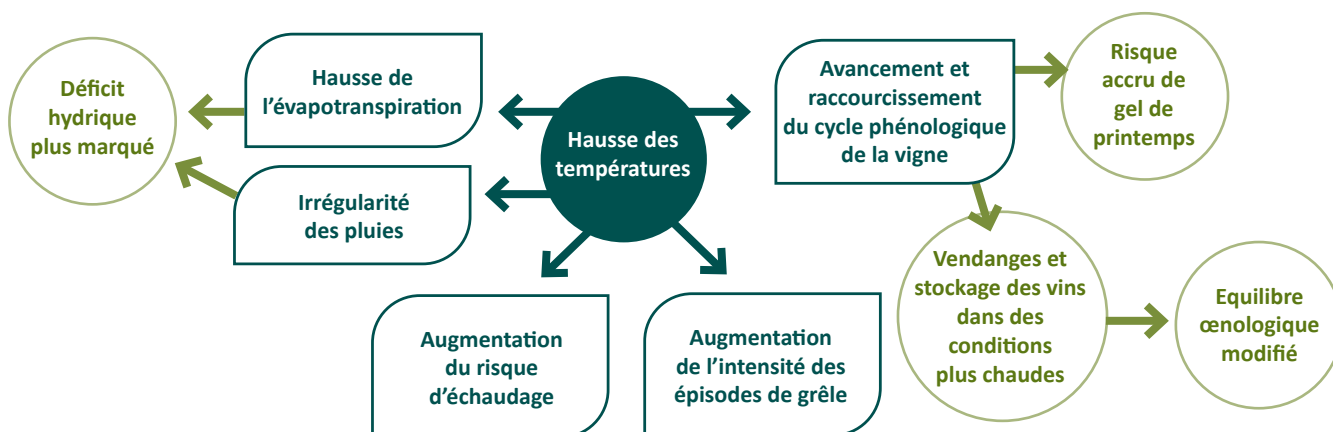 Déficit
hydrique
plus marqué
Hausse de
l’évapotranspiration
Irrégularité
des pluies
Hausse des
températures
Avancement et
raccourcissement
du cycle phénologique
de la vigne
Risque
accru de
gel de
printemps
Augmentation
du risque
d’échaudage
Augmentation
de l’intensité des
épisodes de grêle
Vendanges et
stockage des vins
dans des
conditions
plus chaudes
Equilibre
œnologique
modifié